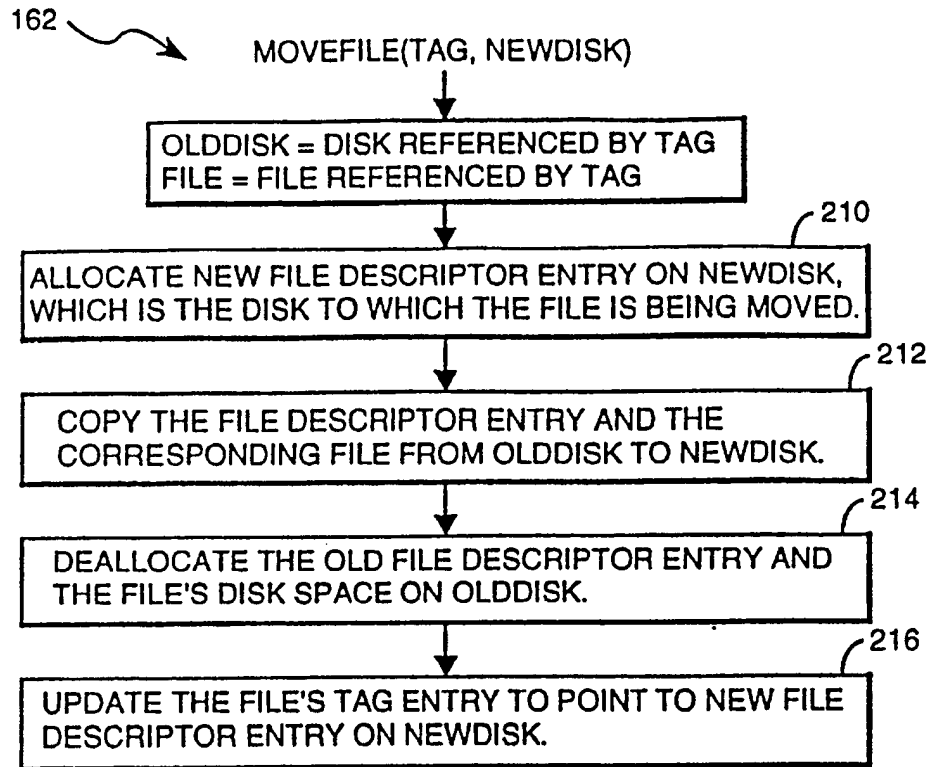 162
MOVEFILE(TAG, NEWDISK)
OLDDISK = DISK REFERENCED BY TAG
FILE = FILE REFERENCED BY TAG
210
ALLOCATE NEW FILE DESCRIPTOR ENTRY ON NEWDISK,
WHICH IS THE DISK TO WHICH THE FILE IS BEING MOVED.
212
COPY THE FILE DESCRIPTOR ENTRY AND THE
CORRESPONDING FILE FROM OLDDISK TO NEWDISK.
214
DEALLOCATE THE OLD FILE DESCRIPTOR ENTRY AND
THE FILE'S DISK SPACE ON OLDDISK.
216
UPDATE THE FILE'S TAG ENTRY TO POINT TO NEW FILE
DESCRIPTOR ENTRY ON NEWDISK.